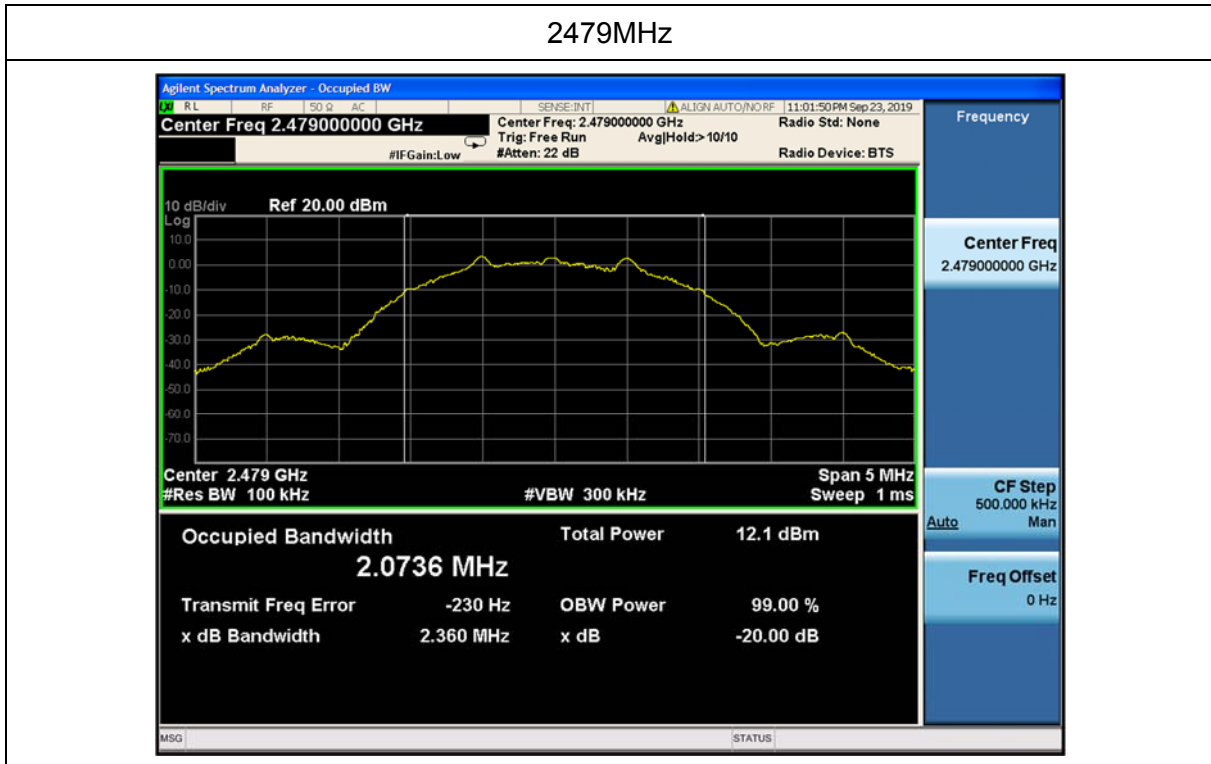 2479MHz
Agilent Spectrum Analyzer - Occupied BW
RL RF 50 Ω AC SENSE:INT ALIGN AUTO/NO RF 11:01:50 PM Sep 23, 2019
Center Freq 2.479000000 GHz
Center Freq: 2.479000000 GHz Radio Std: None
Trig: Free Run Avg|Hold:> 10/10
#IFGain:Low #Atten: 22 dB Radio Device: BTS
10 dB/div Ref 20.00 dBm
Log
10.0
0.00
-10.0
-20.0
-30.0
-40.0
-50.0
-60.0
-70.0
Center 2.479 GHz Span 5 MHz
#Res BW 100 kHz #VBW 300 kHz Sweep 1 ms
Occupied Bandwidth Total Power 12.1 dBm
2.0736 MHz
Transmit Freq Error -230 Hz OBW Power 99.00 %
x dB Bandwidth 2.360 MHz x dB -20.00 dB
MSG STATUS
Frequency
Center Freq
2.479000000 GHz
CF Step
500.000 kHz
Auto Man
Freq Offset
0 Hz